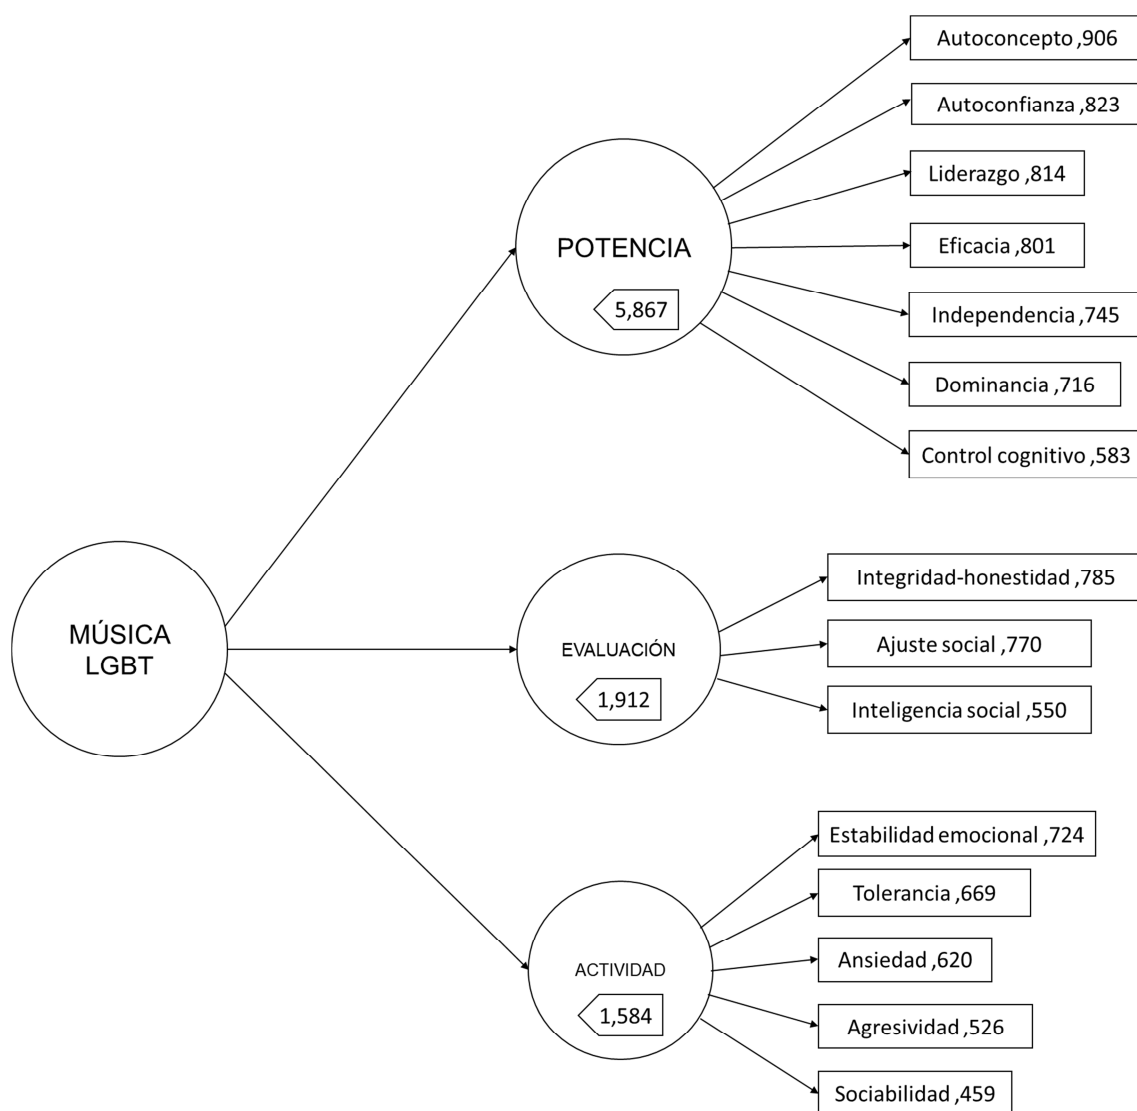 Autoconcepto ,906
Autoconfianza ,823
Liderazgo ,814
POTENCIA
Eficacia ,801
5,867
Independencia ,745
Dominancia ,716
Control cognitivo ,583
MÚSICA
LGBT
EVALUACIÓN
1,912
Integridad-honestidad ,785
Ajuste social ,770
Inteligencia social ,550
ACTIVIDAD
1,584
Estabilidad emocional ,724
Tolerancia ,669
Ansiedad ,620
Agresividad ,526
Sociabilidad ,459